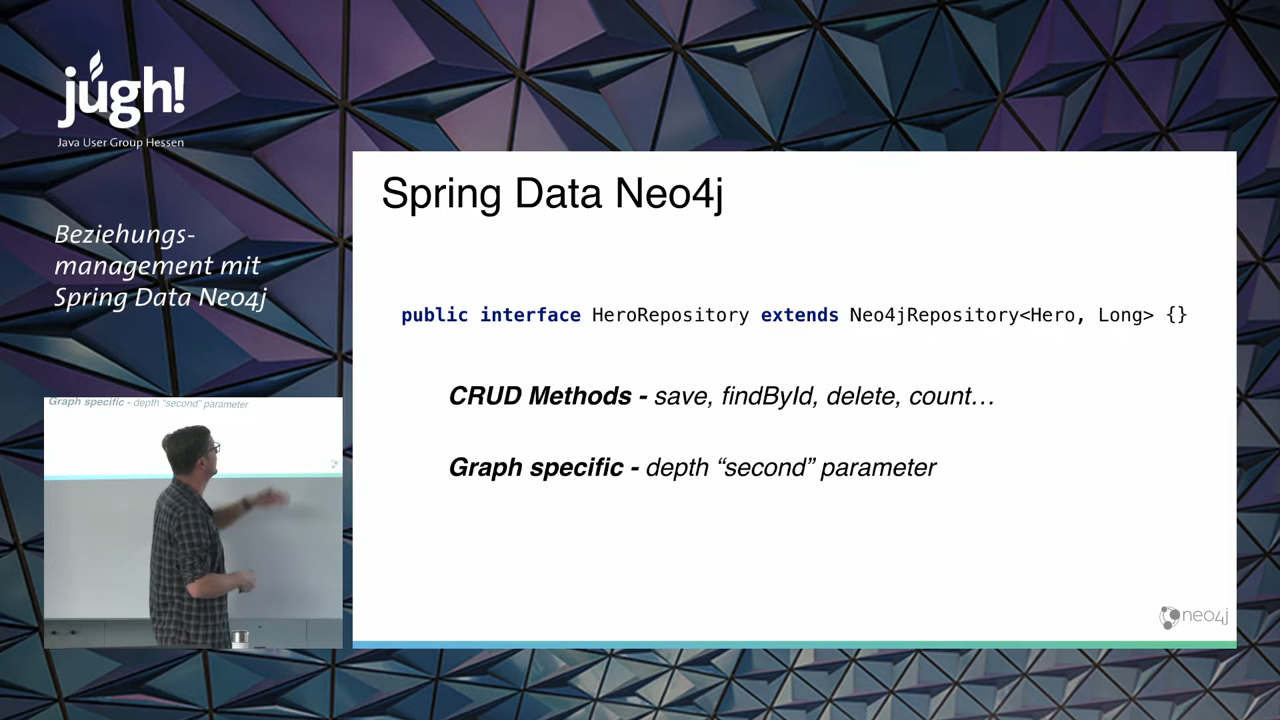 jugh!
Java User Group Hessen
Beziehungs-
management mit
Spring Data Neo4j
Spring Data Neo4j
public interface HeroRepository extends Neo4jRepository<Hero, Long> {}
CRUD Methods - save, findById, delete, count…
Graph specific - depth “second” parameter
neo4j
Graph specific - depth “second” parameter